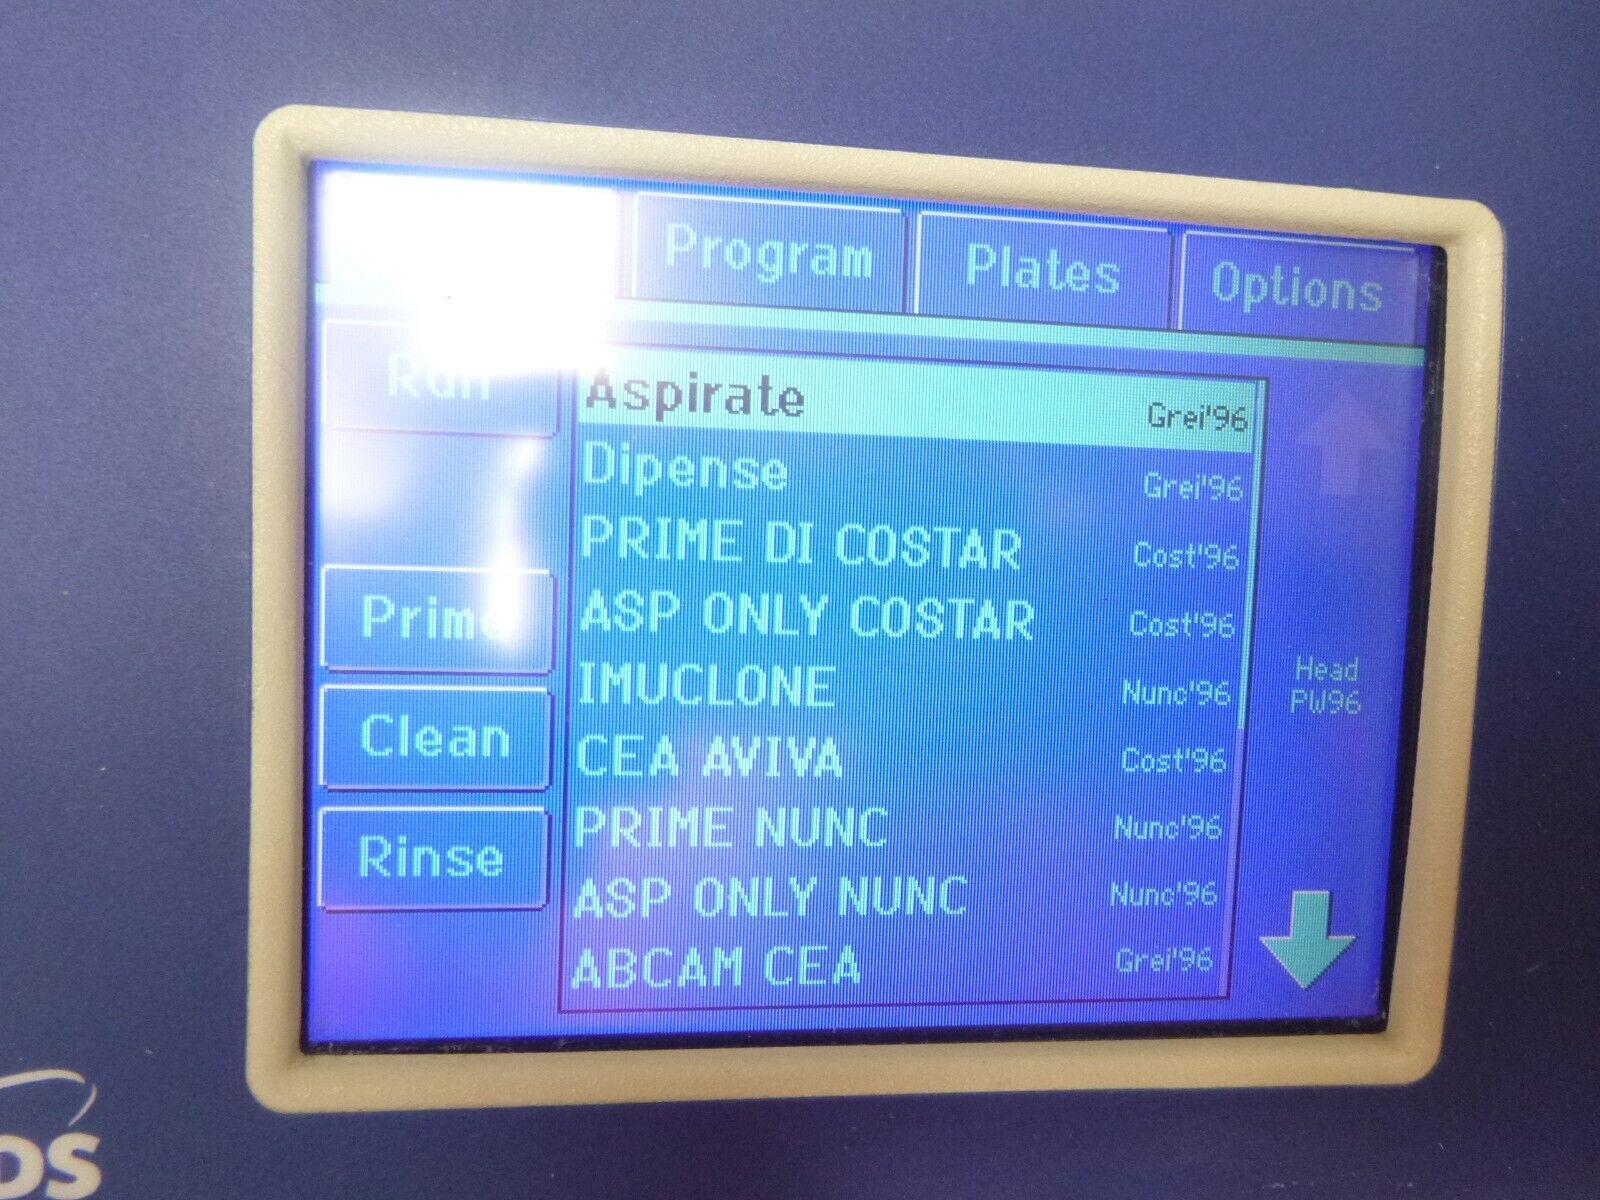 Program Plates Options
Run
Aspirate Grei'96
Dipense Grei'96
PRIME DI COSTAR Cost'96
ASP ONLY COSTAR Cost'96
IMUCLONE Nunc'96
CEA AVIVA Cost'96
PRIME NUNC Nunc'96
ASP ONLY NUNC Nunc'96
ABCAM CEA Grei'96
Prime
Clean
Rinse
Head
PW96